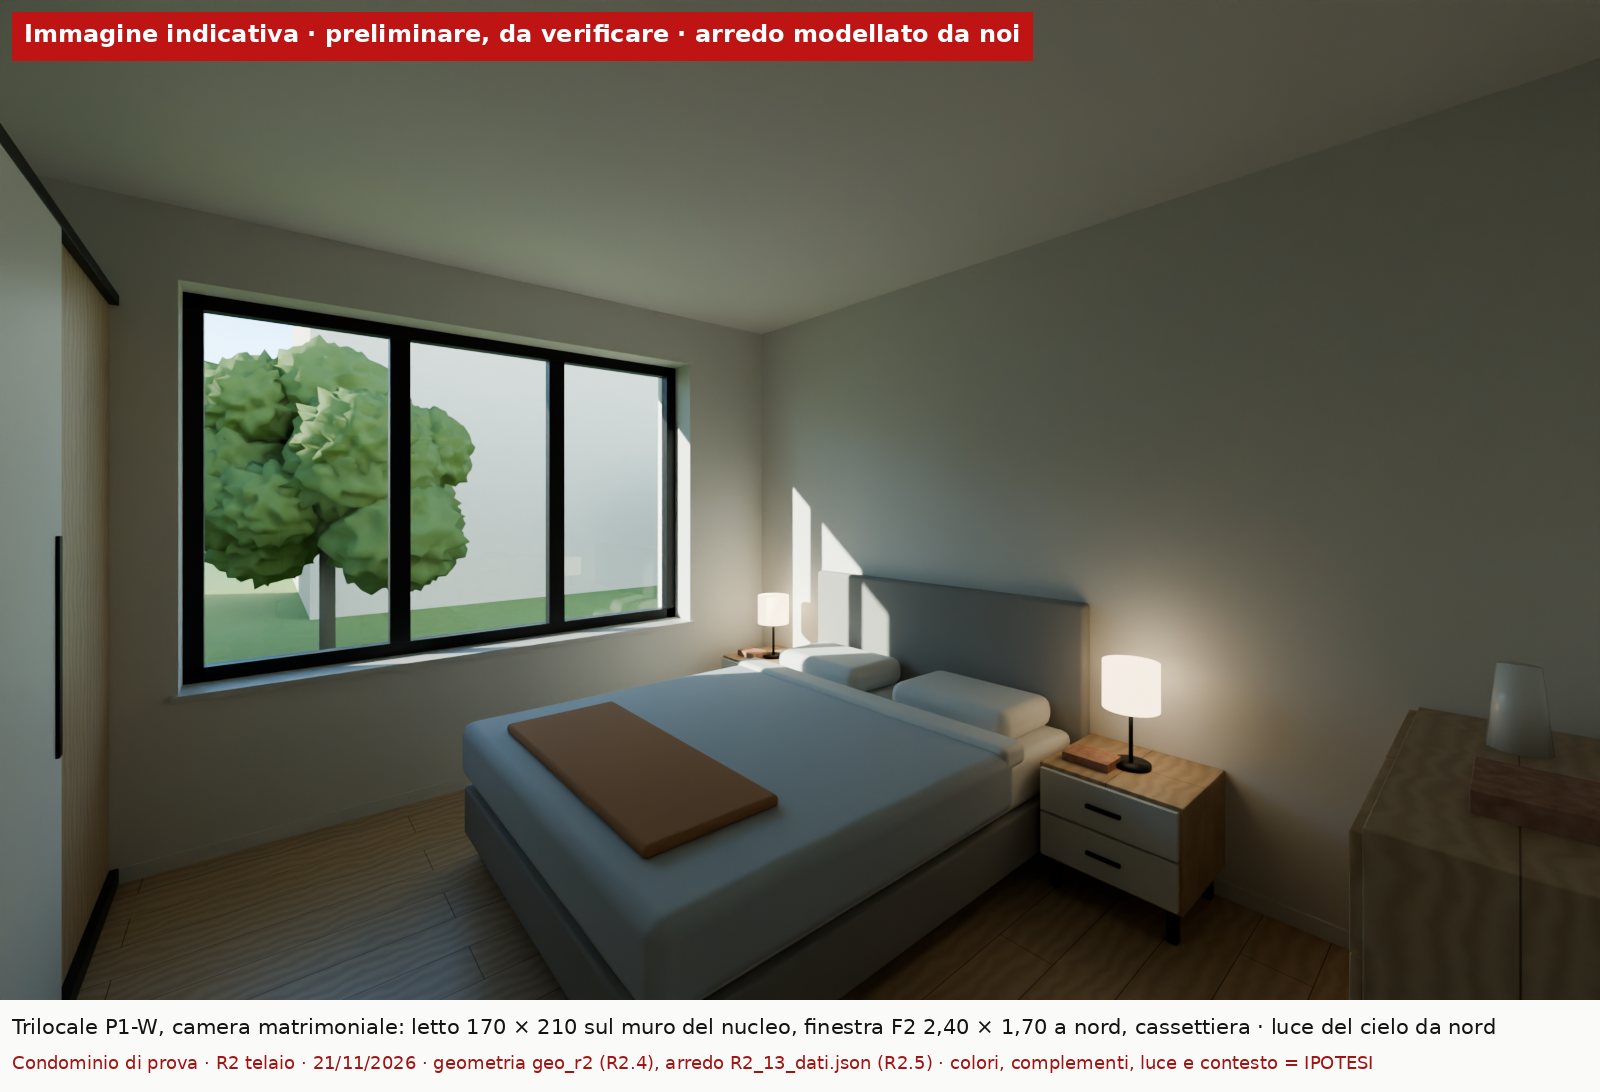 Immagine indicativa · preliminare, da verificare · arredo modellato da noi
Trilocale P1-W, camera matrimoniale: letto 170 × 210 sul muro del nucleo, finestra F2 2,40 × 1,70 a nord, cassettiera · luce del cielo da nord
Condominio di prova · R2 telaio · 21/11/2026 · geometria geo_r2 (R2.4), arredo R2_13_dati.json (R2.5) · colori, complementi, luce e contesto = IPOTESI